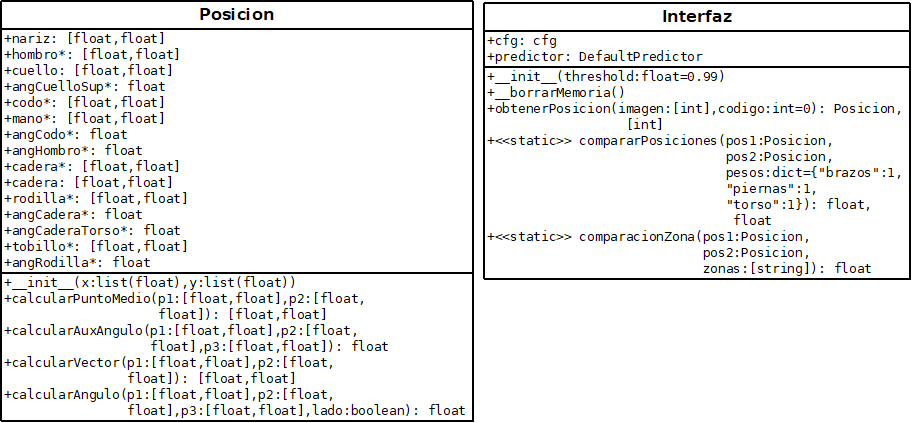 Posicion
+nariz: [float,float]
+hombro*: [float,float]
+cuello: [float,float]
+angCuelloSup*: float
+codo*: [float,float]
+mano*: [float,float]
+angCodo*: float
+angHombro*: float
+cadera*: [float,float]
+cadera: [float,float]
+rodilla*: [float,float]
+angCadera*: float
+angCaderaTorso*: float
+tobillo*: [float,float]
+angRodilla*: float
+__init__(x:list(float),y:list(float))
+calcularPuntoMedio(p1:[float,float],p2:[float,
float]): [float,float]
+calcularAuxAngulo(p1:[float,float],p2:[float,
float],p3:[float,float]): float
+calcularVector(p1:[float,float],p2:[float,
float]): [float,float]
+calcularAngulo(p1:[float,float],p2:[float,
float],p3:[float,float],lado:boolean): float
Interfaz
+cfg: cfg
+predictor: DefaultPredictor
+__init__(threshold:float=0.99)
+__borrarMemoria()
+obtenerPosicion(imagen:[int],codigo:int=0): Posicion,
[int]
+<<static>> compararPosiciones(pos1:Posicion,
pos2:Posicion,
pesos:dict={"brazos":1,
"piernas":1,
"torso":1}): float,
float
+<<static>> comparacionZona(pos1:Posicion,
pos2:Posicion,
zonas:[string]): float